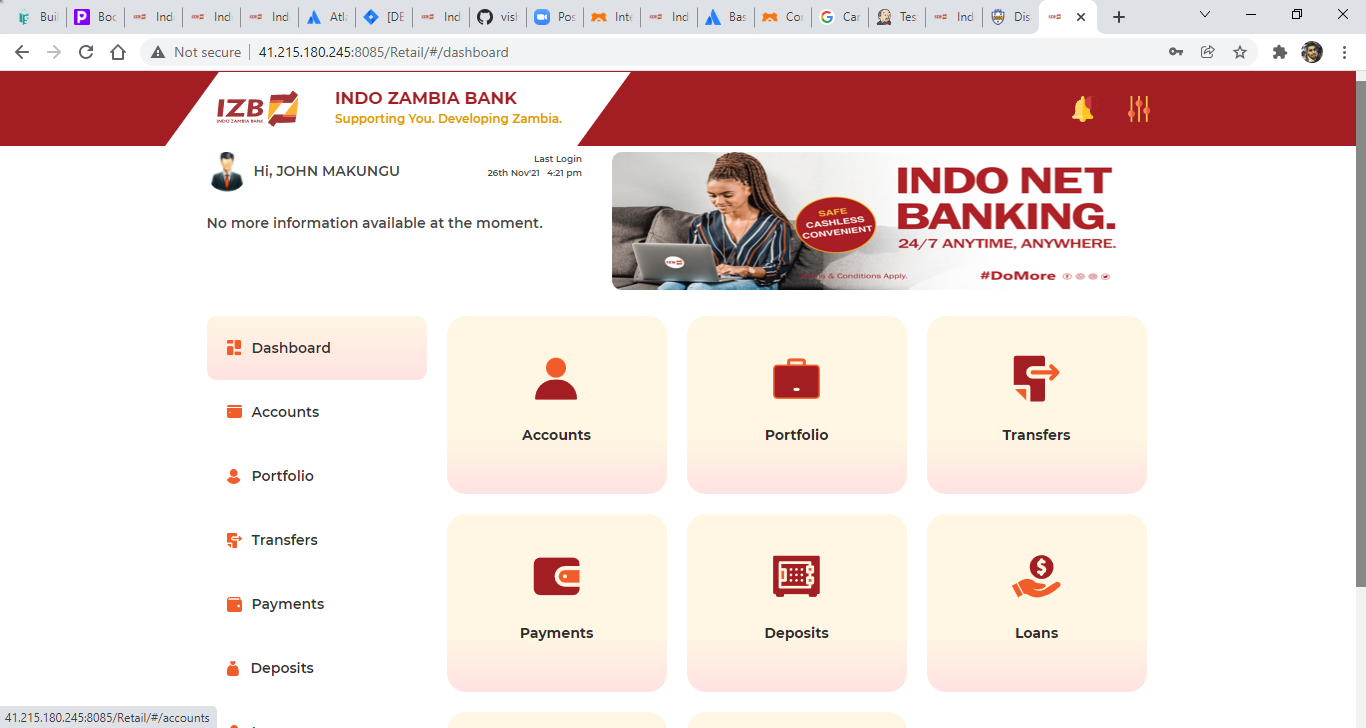 Bui
Boc
Ind
Ind
Ind
Atl
[DE
Ind
visl
Pos
Inte
Ind
Bas
Co
Car
Tes
Ind
Dis
Not secure
41.215.180.245:8085/Retail/#/dashboard
IZB
INDO ZAMBIA BANK
INDO ZAMBIA BANK
Supporting You. Developing Zambia.
Hi, JOHN MAKUNGU
Last Login
26th Nov'21 4:21 pm
No more information available at the moment.
SAFE
CASHLESS
CONVENIENT
INDO NET
BANKING.
24/7 ANYTIME, ANYWHERE.
& Conditions Apply.
#DoMore
Dashboard
Accounts
Portfolio
Transfers
Payments
Deposits
Accounts
Portfolio
Transfers
Payments
Deposits
Loans
41.215.180.245:8085/Retail/#/accounts